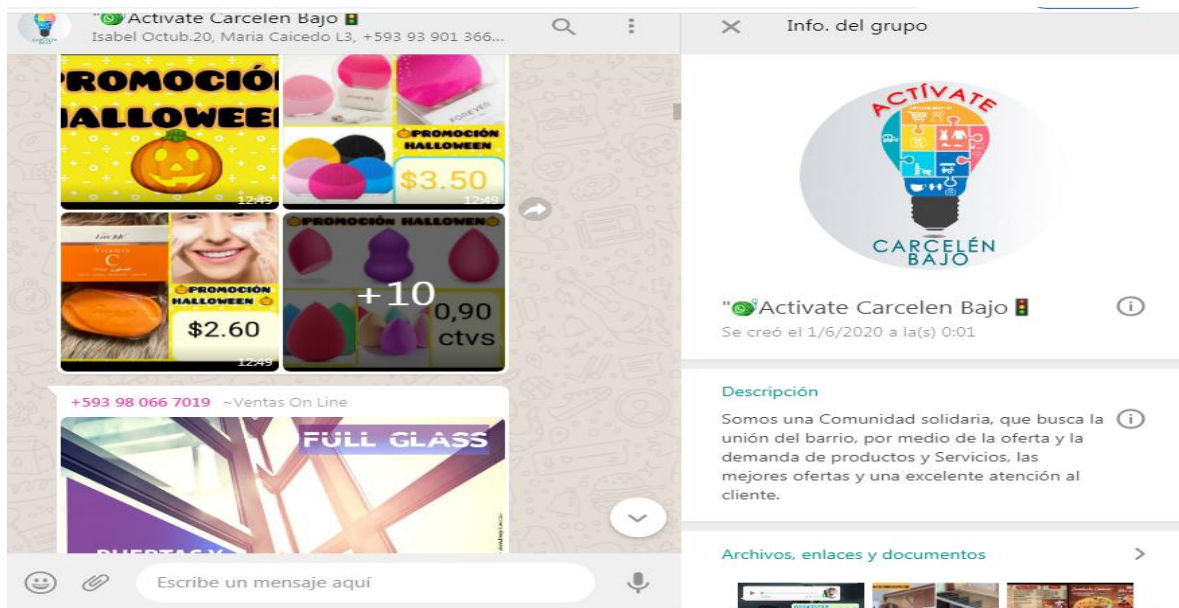 "Activate Carcelen Bajo
Isabel Octub.20, Maria Caicedo L3, +593 93 901 366...
ROMOCIÓ
ALLOWEE
12:49
FOREVER
PROMOCIÓN
HALLOWEEN
$3.50
12:49
VITAMIN
C
PROMOCIÓN
HALLOWEEN
$2.60
12:49
PROMOCIÓN HALLOWEN
+10
0,90
ctvs
+593 98 066 7019 ~Ventas On Line
FULL GLASS
PUERTAS Y
Escribe un mensaje aquí
Info. del grupo
ACTÍVATE
CARCELÉN
BAJO
"Activate Carcelen Bajo
Se creó el 1/6/2020 a la(s) 0:01
Descripción
Somos una Comunidad solidaria, que busca la
unión del barrio, por medio de la oferta y la
demanda de productos y Servicios, las
mejores ofertas y una excelente atención al
cliente.
Archivos, enlaces y documentos